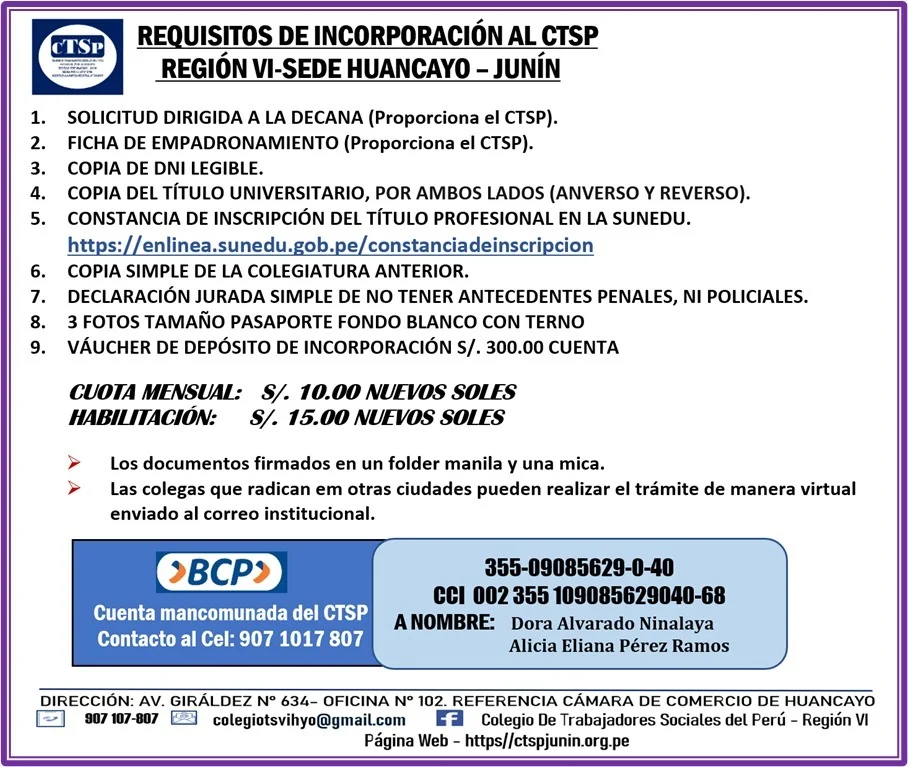 CTSP
REQUISITOS DE INCORPORACIÓN AL CTSP
REGIÓN VI-SEDE HUANCAYO – JUNÍN
1. SOLICITUD DIRIGIDA A LA DECANA (Proporciona el CTSP).
2. FICHA DE EMPADRONAMIENTO (Proporciona el CTSP).
3. COPIA DE DNI LEGIBLE.
4. COPIA DEL TÍTULO UNIVERSITARIO, POR AMBOS LADOS (ANVERSO Y REVERSO).
5. CONSTANCIA DE INSCRIPCIÓN DEL TÍTULO PROFESIONAL EN LA SUNEDU.
https://enlinea.sunedu.gob.pe/constanciadeinscripcion
6. COPIA SIMPLE DE LA COLEGIATURA ANTERIOR.
7. DECLARACIÓN JURADA SIMPLE DE NO TENER ANTECEDENTES PENALES, NI POLICIALES.
8. 3 FOTOS TAMAÑO PASAPORTE FONDO BLANCO CON TERNO
9. VÁUCHER DE DEPÓSITO DE INCORPORACIÓN S/. 300.00 CUENTA
CUOTA MENSUAL: S/. 10.00 NUEVOS SOLES
HABILITACIÓN: S/. 15.00 NUEVOS SOLES
Los documentos firmados en un folder manila y una mica.
Las colegas que radican em otras ciudades pueden realizar el trámite de manera virtual
enviado al correo institucional.
BCP
Cuenta mancomunada del CTSP
Contacto al Cel: 907 1017 807
355-09085629-0-40
CCI 002 355 109085629040-68
A NOMBRE: Dora Alvarado Ninalaya
Alicia Eliana Pérez Ramos
DIRECCIÓN: AV. GIRÁLDEZ Nº 634– OFICINA Nº 102. REFERENCIA CÁMARA DE COMERCIO DE HUANCAYO
907 107-807 colegiotsvihyo@gmail.com Colegio De Trabajadores Sociales del Perú – Región VI
Página Web – https//ctspjunin.org.pe